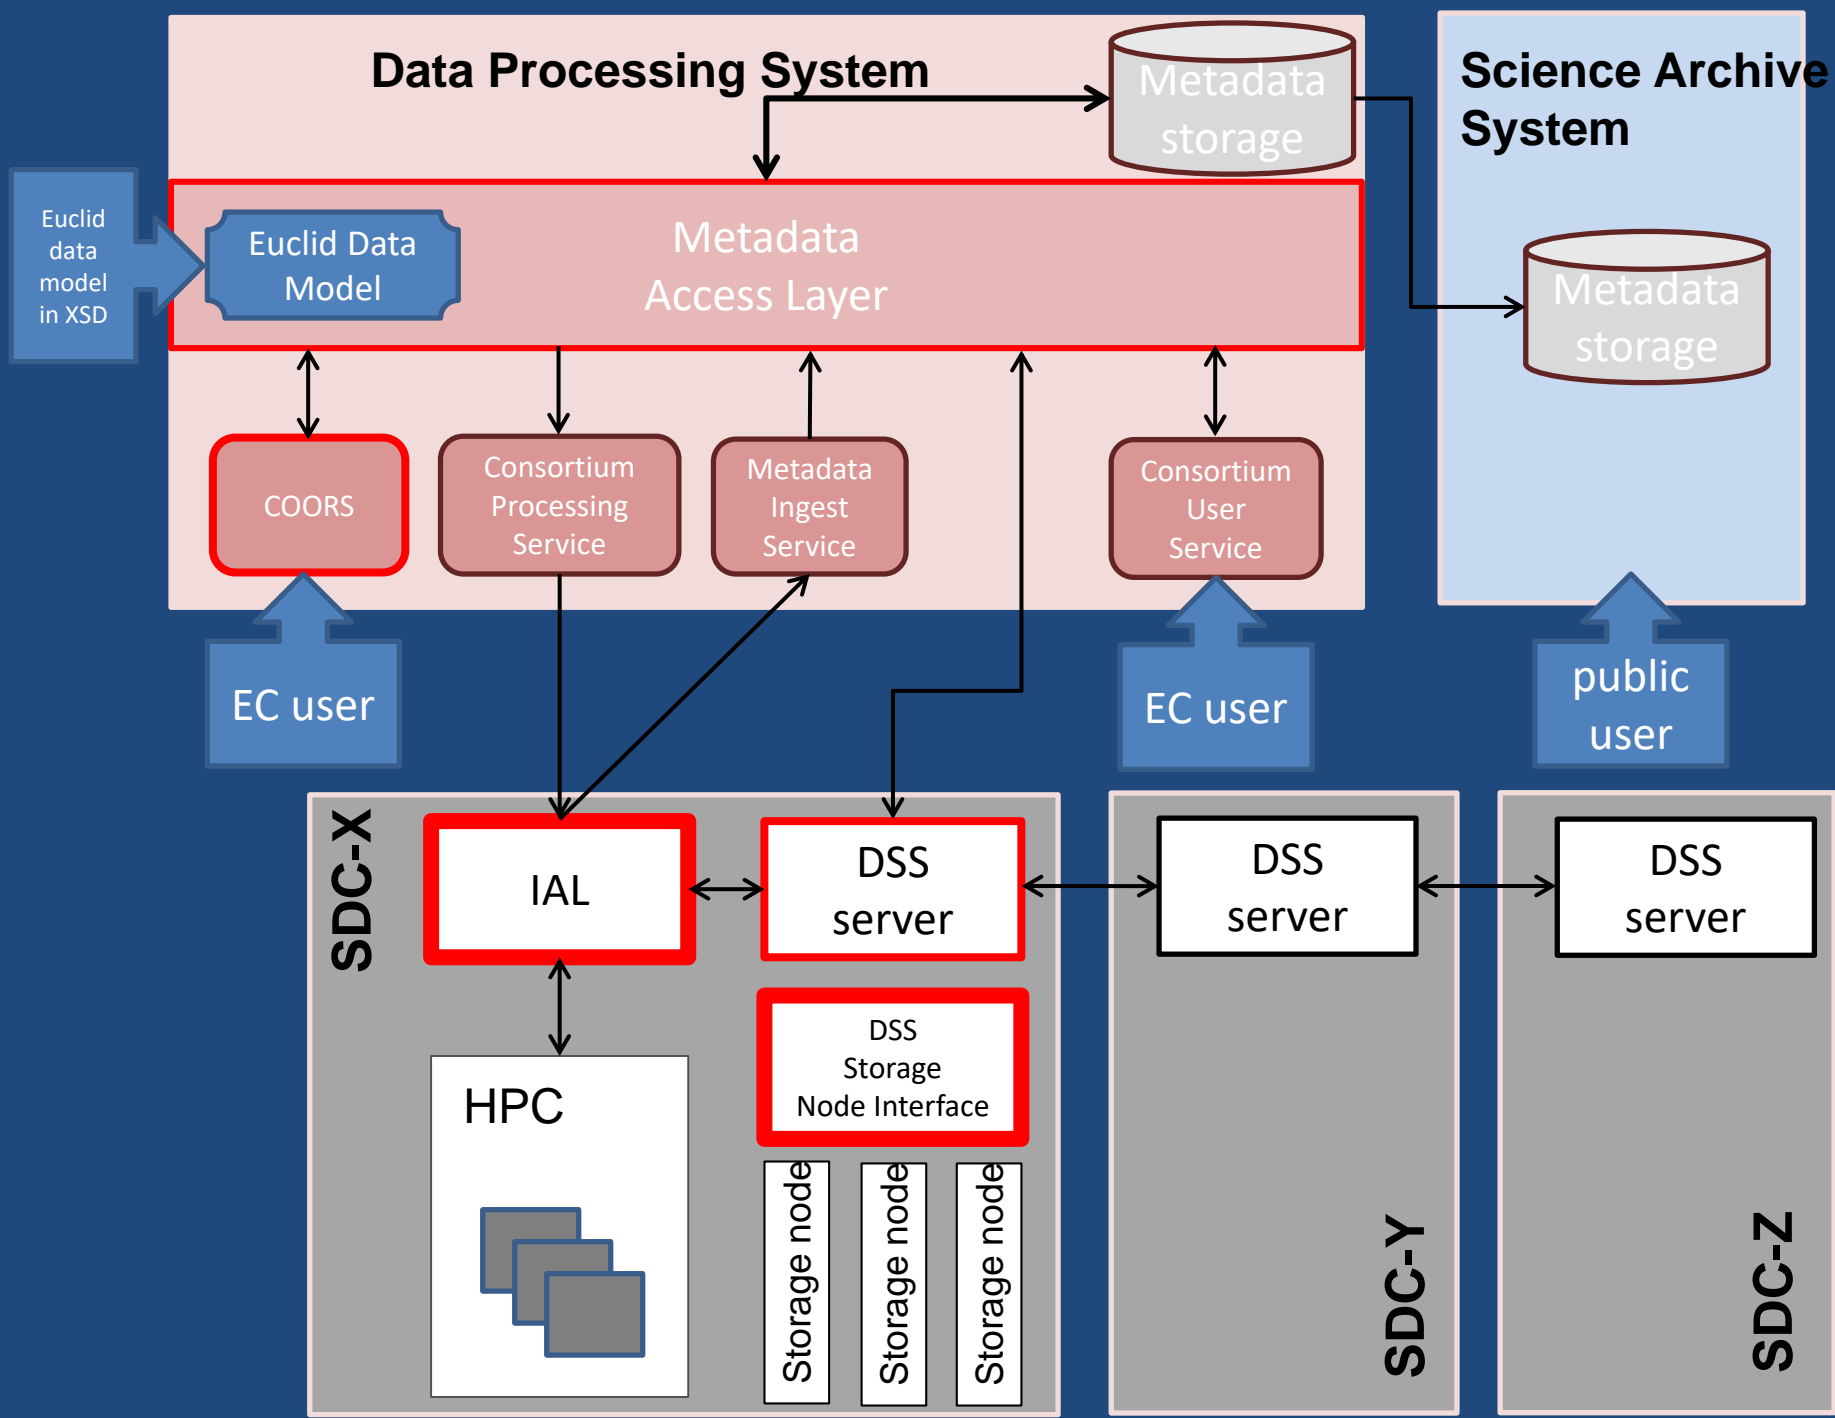 Data Processing System
Metadata
storage
Science Archive
System
Euclid
data
model
in XSD
Euclid Data
Model
Metadata
Access Layer
Metadata
storage
COORS
Consortium
Processing
Service
Metadata
Ingest
Service
Consortium
User
Service
EC user
EC user
public
user
SDC-X
IAL
DSS
server
DSS
server
DSS
server
DSS
Storage
Node Interface
HPC
Storage node
Storage node
Storage node
SDC-Y
SDC-Z